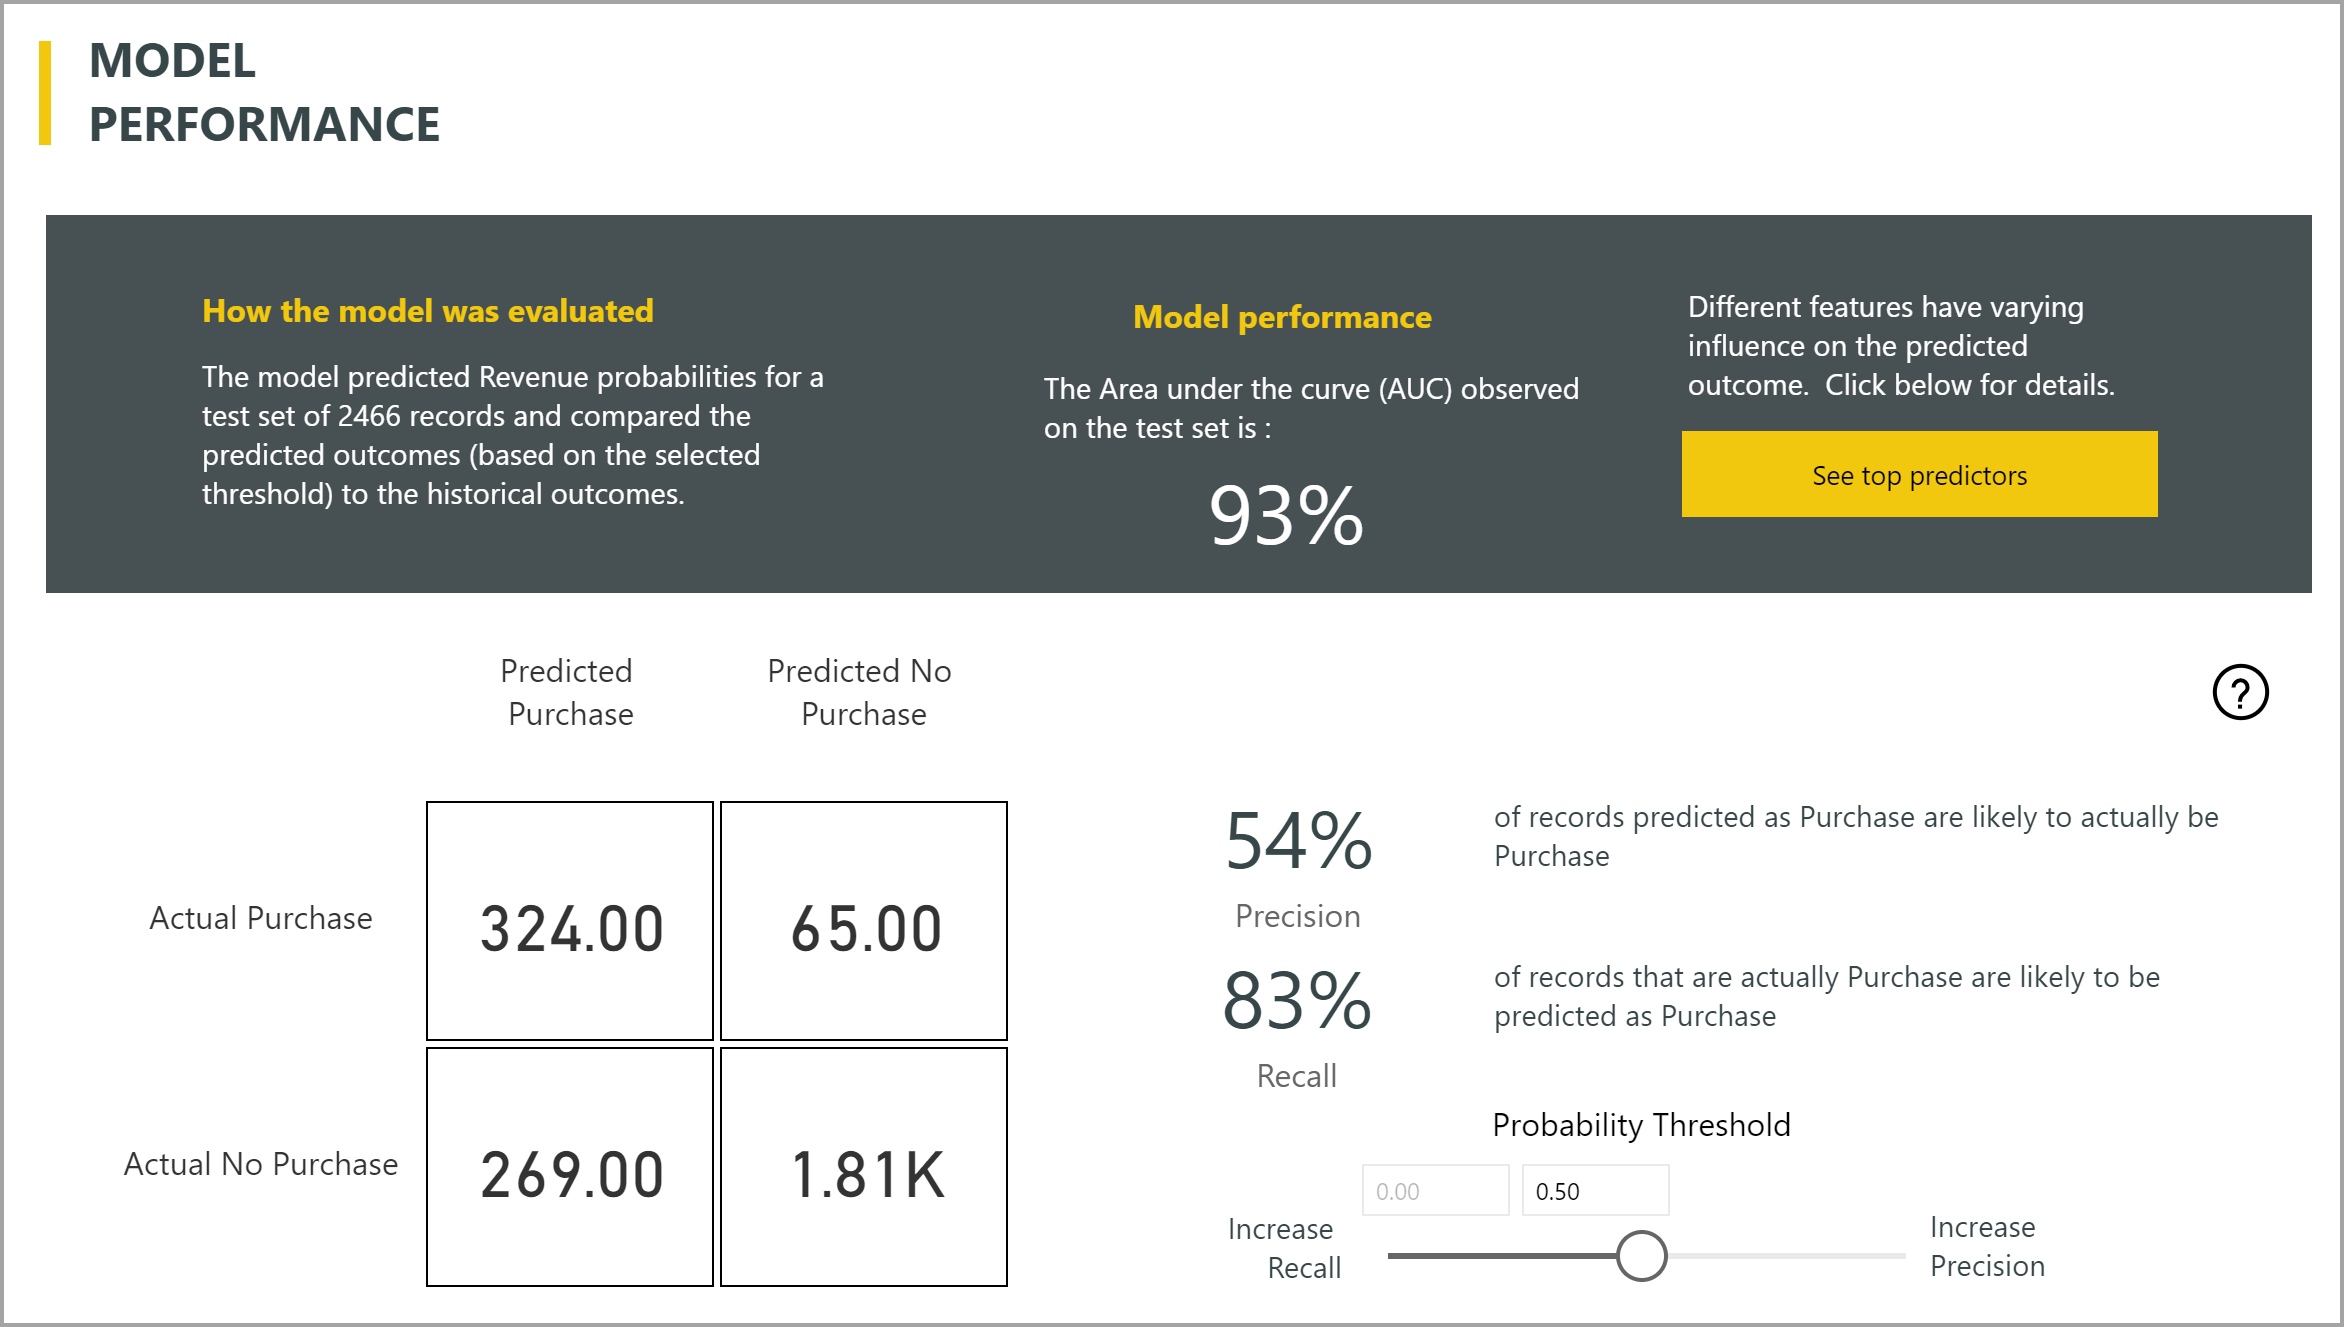 MODEL
PERFORMANCE
How the model was evaluated
The model predicted Revenue probabilities for a
test set of 2466 records and compared the
predicted outcomes (based on the selected
threshold) to the historical outcomes.
Model performance
The Area under the curve (AUC) observed
on the test set is :
93%
Different features have varying
influence on the predicted
outcome.  Click below for details.
See top predictors
Predicted
Purchase
Predicted No
Purchase
?
Actual Purchase
324.00
65.00
Actual No Purchase
269.00
1.81K
54%
Precision
of records predicted as Purchase are likely to actually be
Purchase
83%
Recall
of records that are actually Purchase are likely to be
predicted as Purchase
Probability Threshold
0.00
0.50
Increase
Recall
Increase
Precision